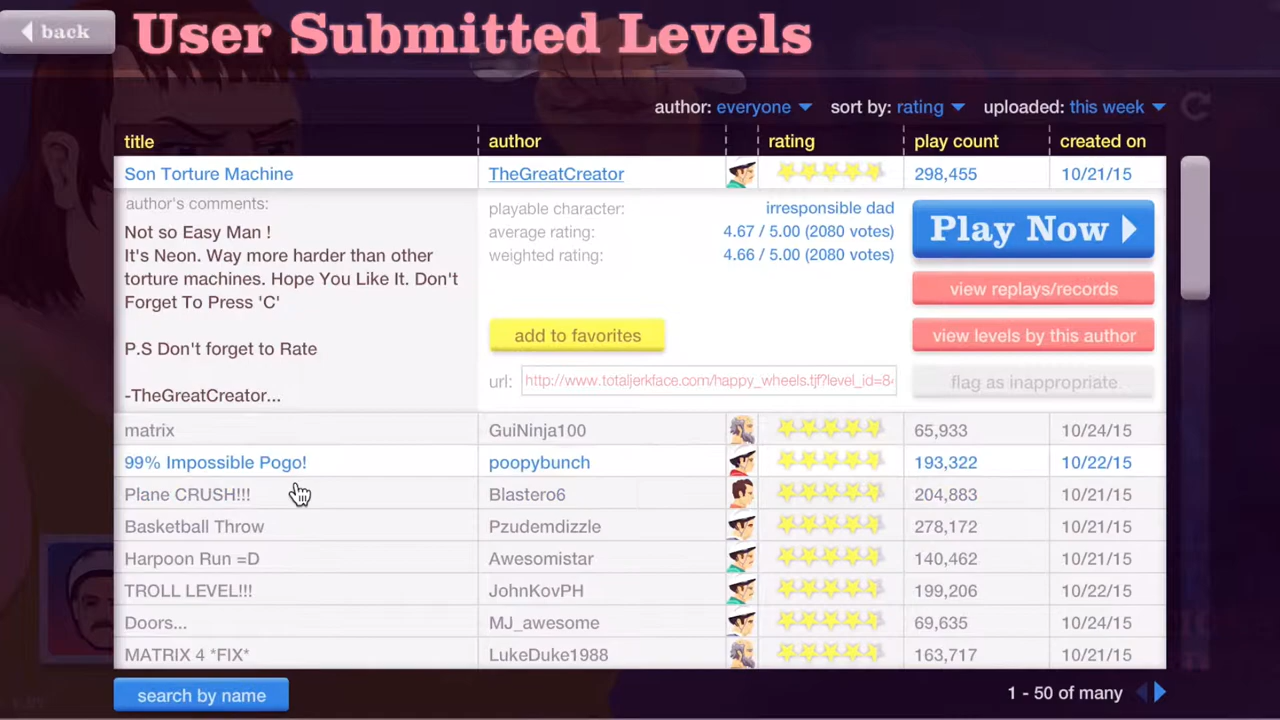 back
User Submitted Levels
author: everyone sort by: rating uploaded: this week
title author rating play count created on
Son Torture Machine TheGreatCreator 298,455 10/21/15
author's comments:
Not so Easy Man !
It's Neon. Way more harder than other
torture machines. Hope You Like It. Don't
Forget To Press 'C'
P.S Don't forget to Rate
-TheGreatCreator...
playable character: irresponsible dad
average rating: 4.67 / 5.00 (2080 votes)
weighted rating: 4.66 / 5.00 (2080 votes)
add to favorites
url: http://www.totaljerkface.com/happy_wheels.tjf?level_id=8
Play Now
view replays/records
view levels by this author
flag as inappropriate
matrix GuiNinja100 65,933 10/24/15
99% Impossible Pogo! poopybunch 193,322 10/22/15
Plane CRUSH!!! Blastero6 204,883 10/21/15
Basketball Throw Pzudemdizzle 278,172 10/21/15
Harpoon Run =D Awesomistar 140,462 10/21/15
TROLL LEVEL!!! JohnKovPH 199,206 10/22/15
Doors... MJ_awesome 69,635 10/24/15
MATRIX 4 *FIX* LukeDuke1988 163,717 10/21/15
search by name
1 - 50 of many